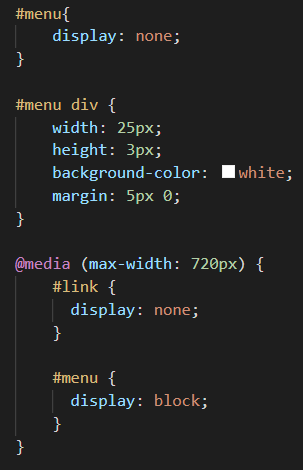 #menu{
    display: none;
}

#menu div {
    width: 25px;
    height: 3px;
    background-color: white;
    margin: 5px 0;
}

@media (max-width: 720px) {
    #link {
      display: none;
    }

    #menu {
      display: block;
    }
}